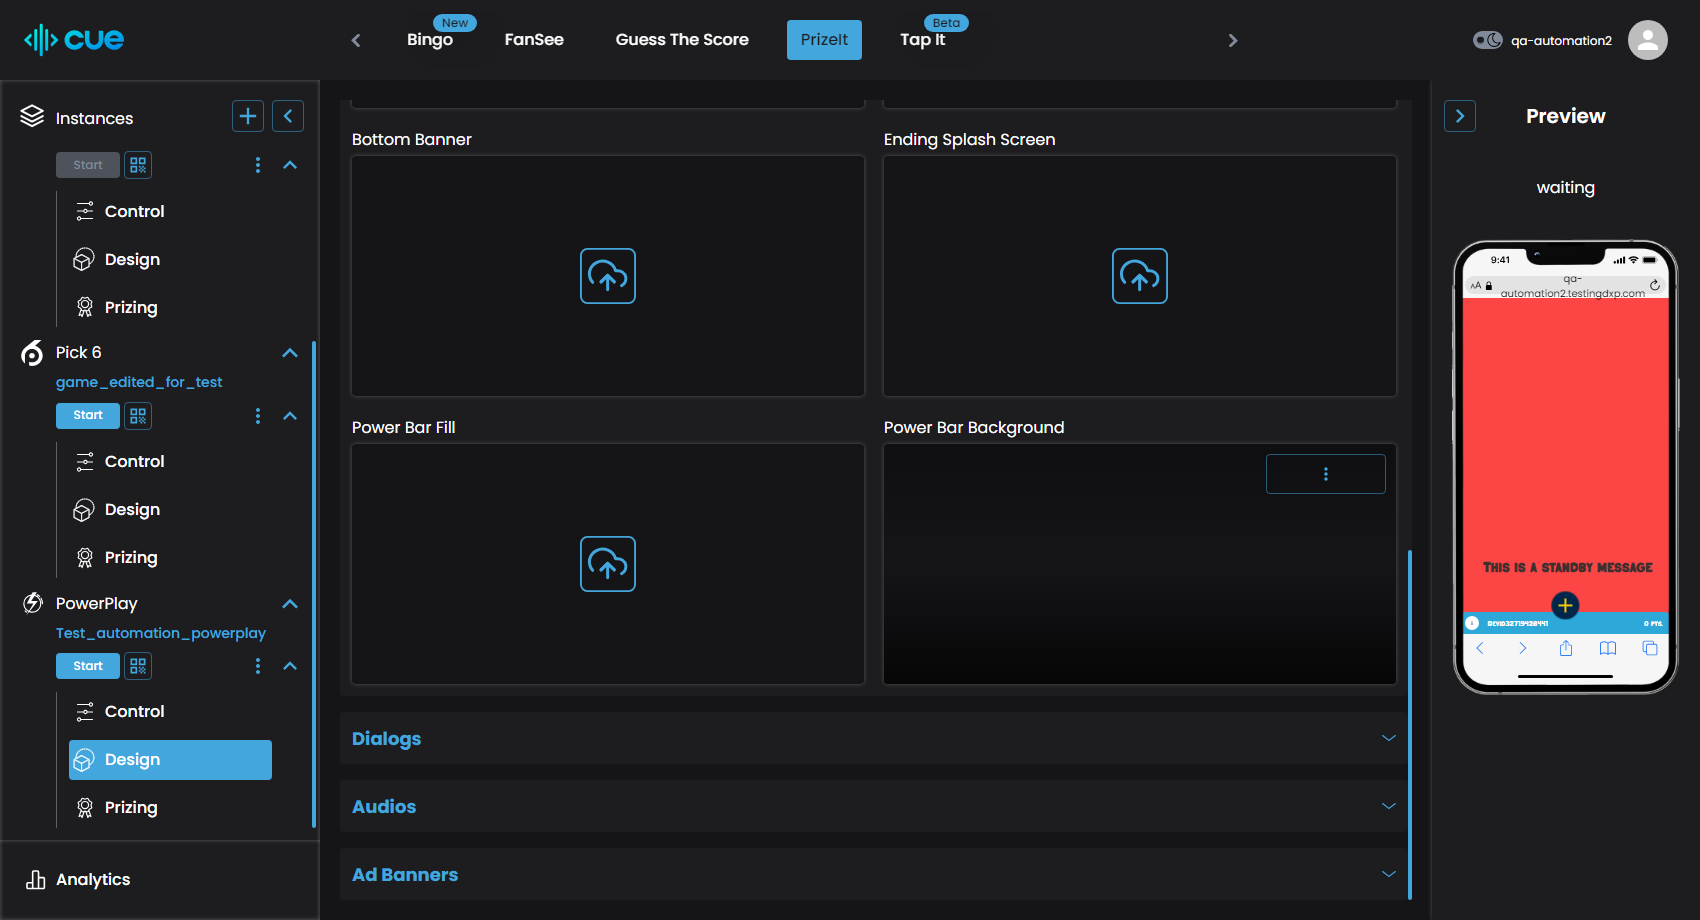 cue
Bingo
New
FanSee
Guess The Score
PrizeIt
Tap It
Beta
qa-automation2
Instances
Start
Control
Design
Prizing
Pick 6
game_edited_for_test
Start
Control
Design
Prizing
PowerPlay
Test_automation_powerplay
Start
Control
Design
Prizing
Analytics
Bottom Banner
Ending Splash Screen
Power Bar Fill
Power Bar Background
Dialogs
Audios
Ad Banners
Preview
waiting
9:41
AA
qa-
automation2.testingdxp.com
This is a standby message
0 PTS.